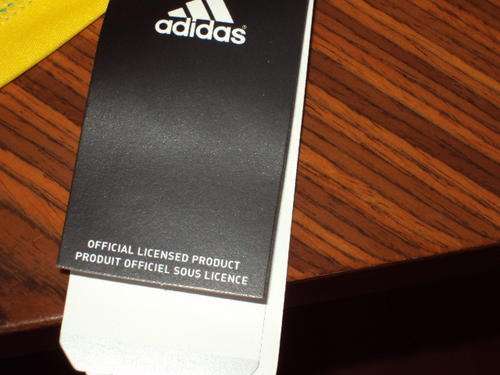 adidas
OFFICIAL LICENSED PRODUCT
PRODUIT OFFICIEL SOUS LICENCE